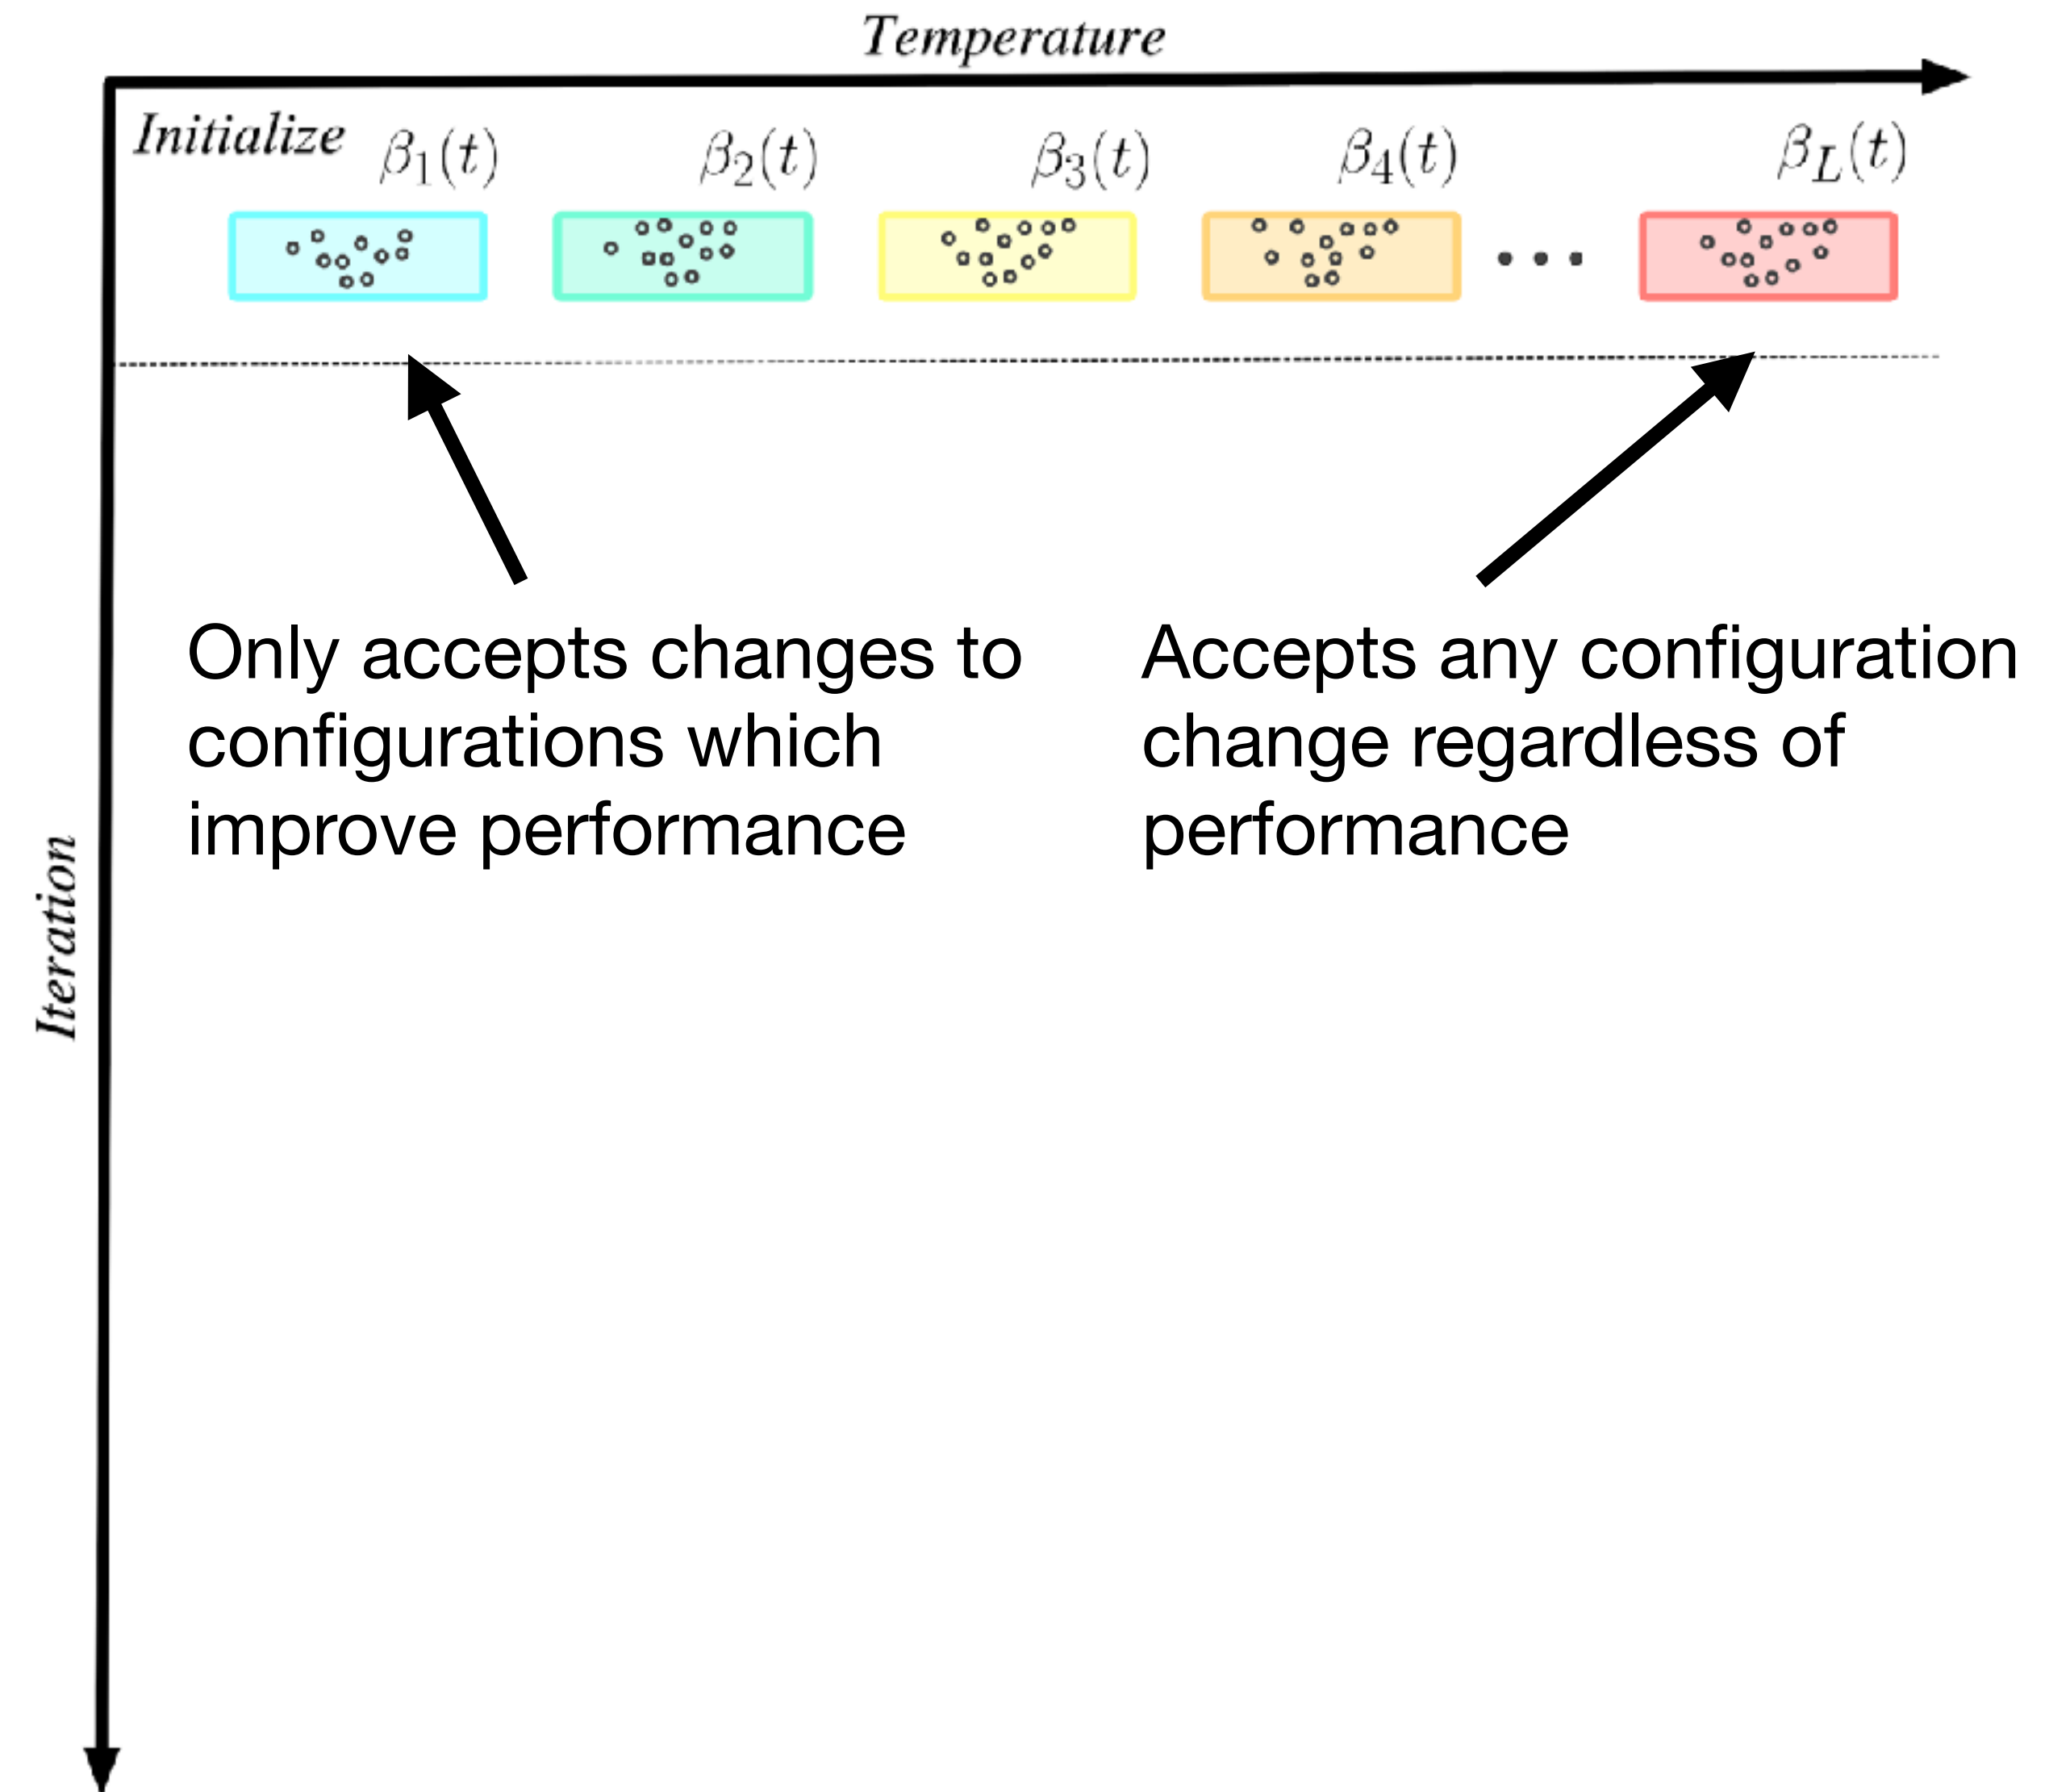 Temperature
Initialize β₁(t) β₂(t) β₃(t) β₄(t) β_L(t)
...
Only accepts changes to
configurations which
improve performance
Accepts any configuration
change regardless of
performance
Iteration